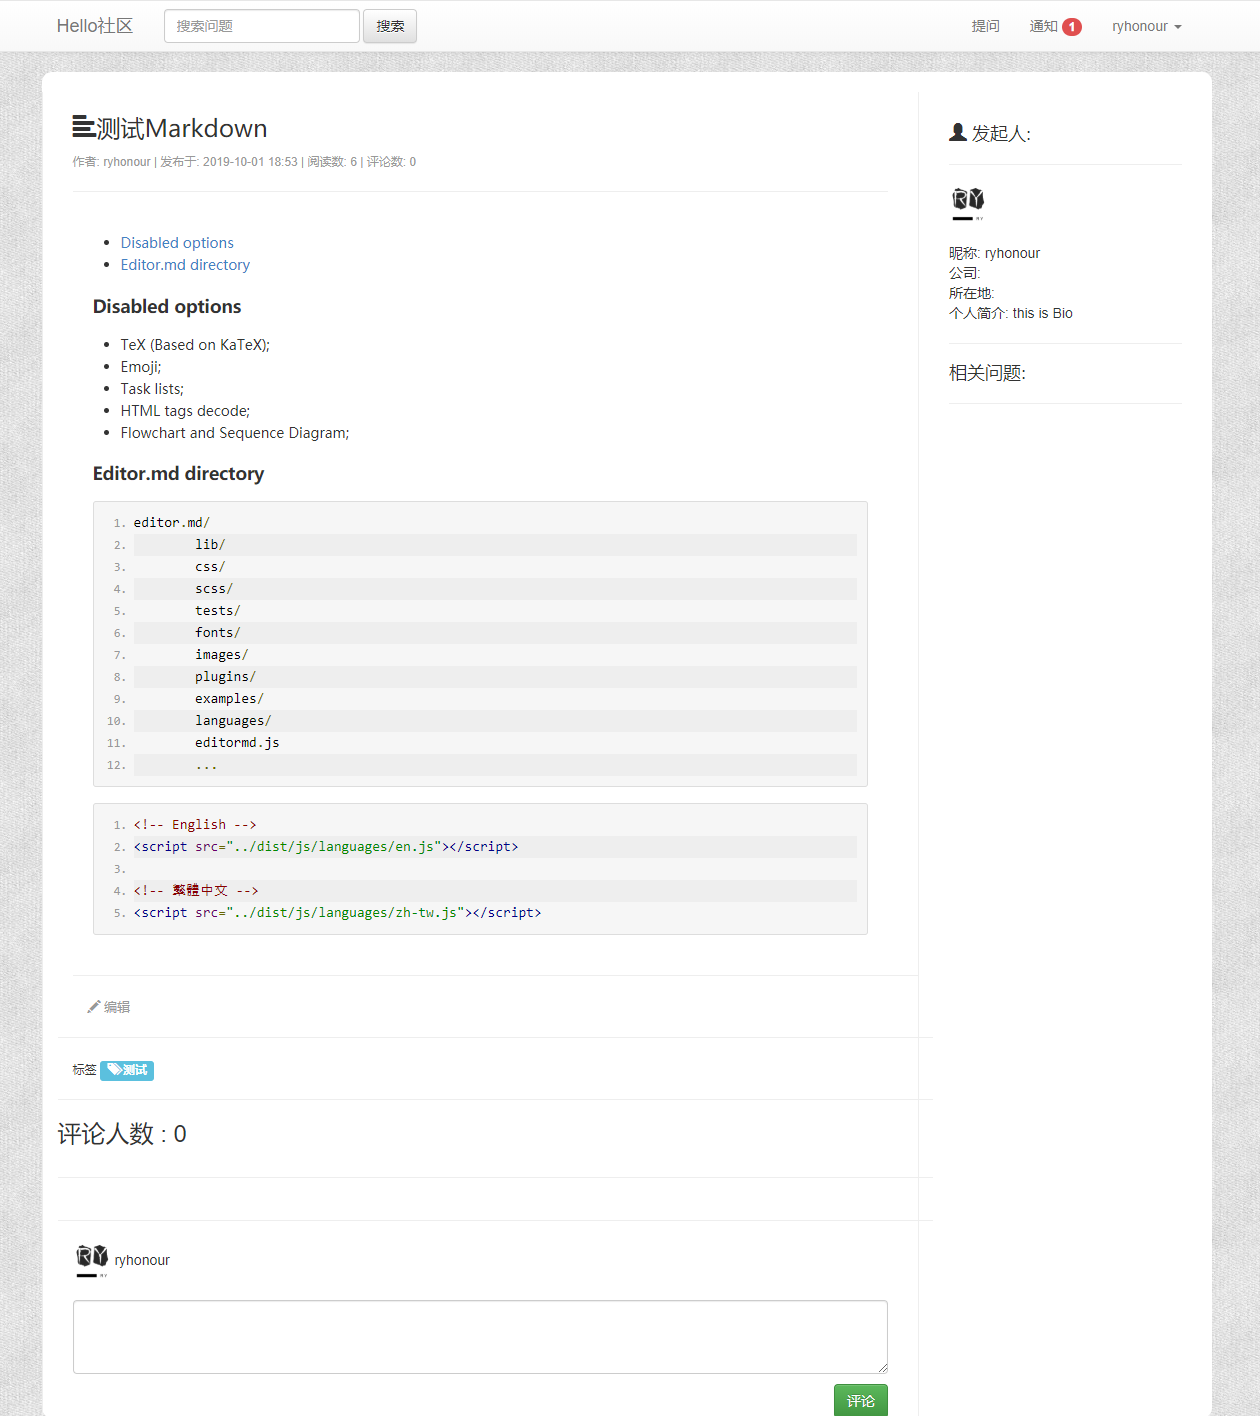 Hello社区 搜索问题 搜索 提问 通知 1 ryhonour
测试Markdown
作者: ryhonour | 发布于: 2019-10-01 18:53 | 阅读数: 6 | 评论数: 0
Disabled options
Editor.md directory
Disabled options
TeX (Based on KaTeX);
Emoji;
Task lists;
HTML tags decode;
Flowchart and Sequence Diagram;
Editor.md directory
1. editor.md/
2. lib/
3. css/
4. scss/
5. tests/
6. fonts/
7. images/
8. plugins/
9. examples/
10. languages/
11. editormd.js
12. ...
1. <!-- English -->
2. <script src="../dist/js/languages/en.js"></script>
3.
4. <!-- 繁體中文 -->
5. <script src="../dist/js/languages/zh-tw.js"></script>
编辑
标签 测试
评论人数 : 0
RY
RY
ryhonour
评论
发起人:
RY
RY
昵称: ryhonour
公司:
所在地:
个人简介: this is Bio
相关问题: